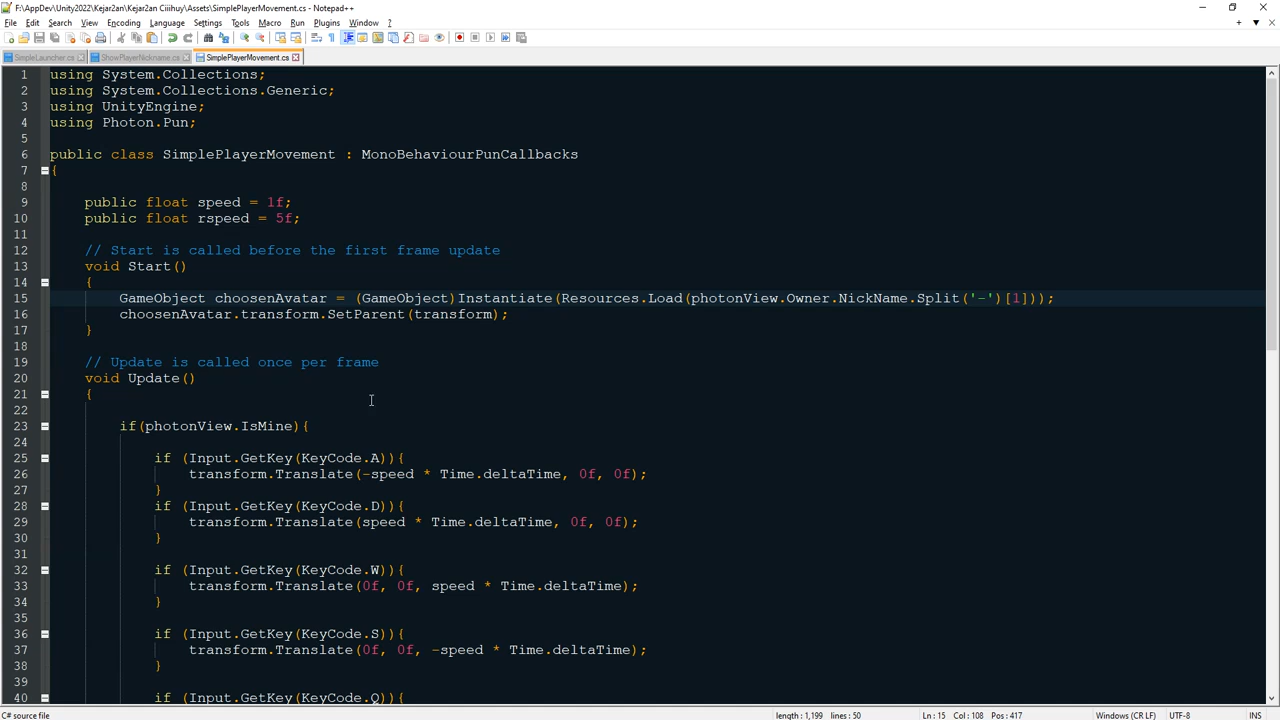 F:\AppDev\Unity2022\Kejar2an\Kejar2an Ciiihuy\Assets\SimplePlayerMovement.cs - Notepad++
File Edit Search View Encoding Language Settings Tools Macro Run Plugins Window ?
SimpleLauncher.cs ShowPlayerNickname.cs SimplePlayerMovement.cs
1 using System.Collections;
2 using System.Collections.Generic;
3 using UnityEngine;
4 using Photon.Pun;
5
6 public class SimplePlayerMovement : MonoBehaviourPunCallbacks
7 {
8
9 public float speed = 1f;
10 public float rspeed = 5f;
11
12 // Start is called before the first frame update
13 void Start()
14 {
15 GameObject choosenAvatar = (GameObject)Instantiate(Resources.Load(photonView.Owner.NickName.Split('-')[1]));
16 choosenAvatar.transform.SetParent(transform);
17 }
18
19 // Update is called once per frame
20 void Update()
21 {
22
23 if(photonView.IsMine){
24
25 if (Input.GetKey(KeyCode.A)){
26 transform.Translate(-speed * Time.deltaTime, 0f, 0f);
27 }
28 if (Input.GetKey(KeyCode.D)){
29 transform.Translate(speed * Time.deltaTime, 0f, 0f);
30 }
31
32 if (Input.GetKey(KeyCode.W)){
33 transform.Translate(0f, 0f, speed * Time.deltaTime);
34 }
35
36 if (Input.GetKey(KeyCode.S)){
37 transform.Translate(0f, 0f, -speed * Time.deltaTime);
38 }
39
40 if (Input.GetKey(KeyCode.Q)){
C# source file length : 1,199 lines : 50 Ln : 15 Col : 108 Pos : 417 Windows (CR LF) UTF-8 INS